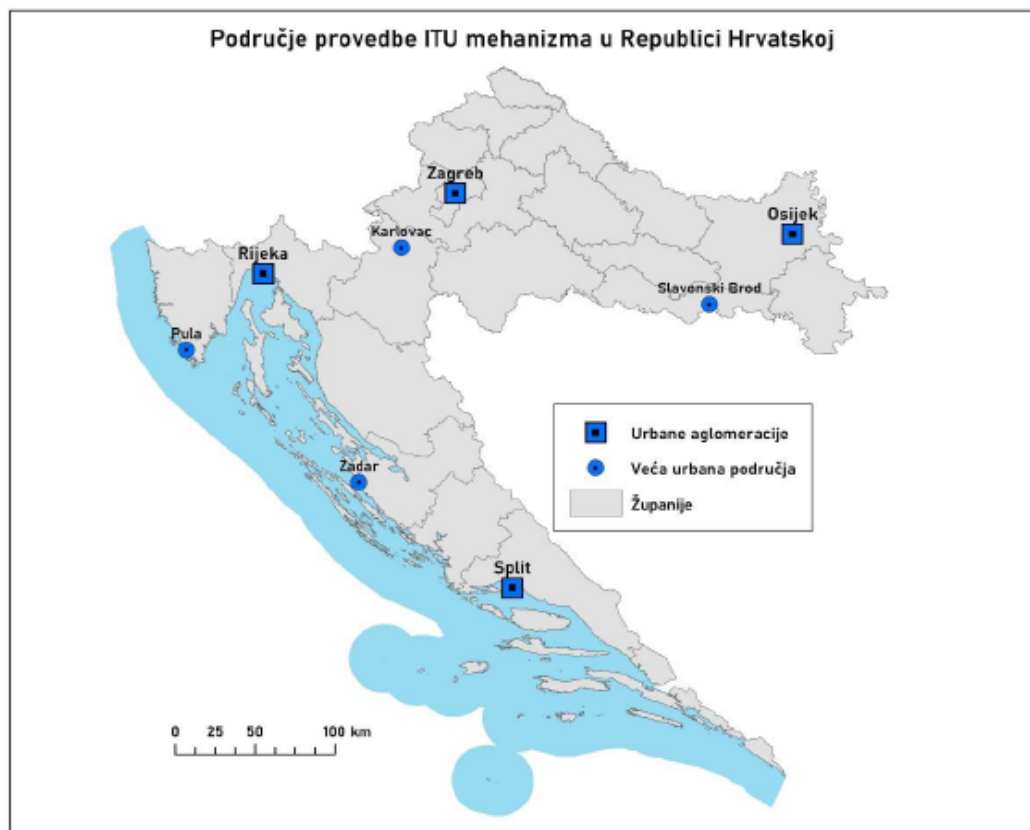 Područje provedbe ITU mehanizma u Republici Hrvatskoj
Zagreb
Osijek
Karlovac
Rijeka
Slavonski Brod
Pula
Urbane aglomeracije
Veća urbana područja
Zadar
Županije
Split
0 25 50 100 km